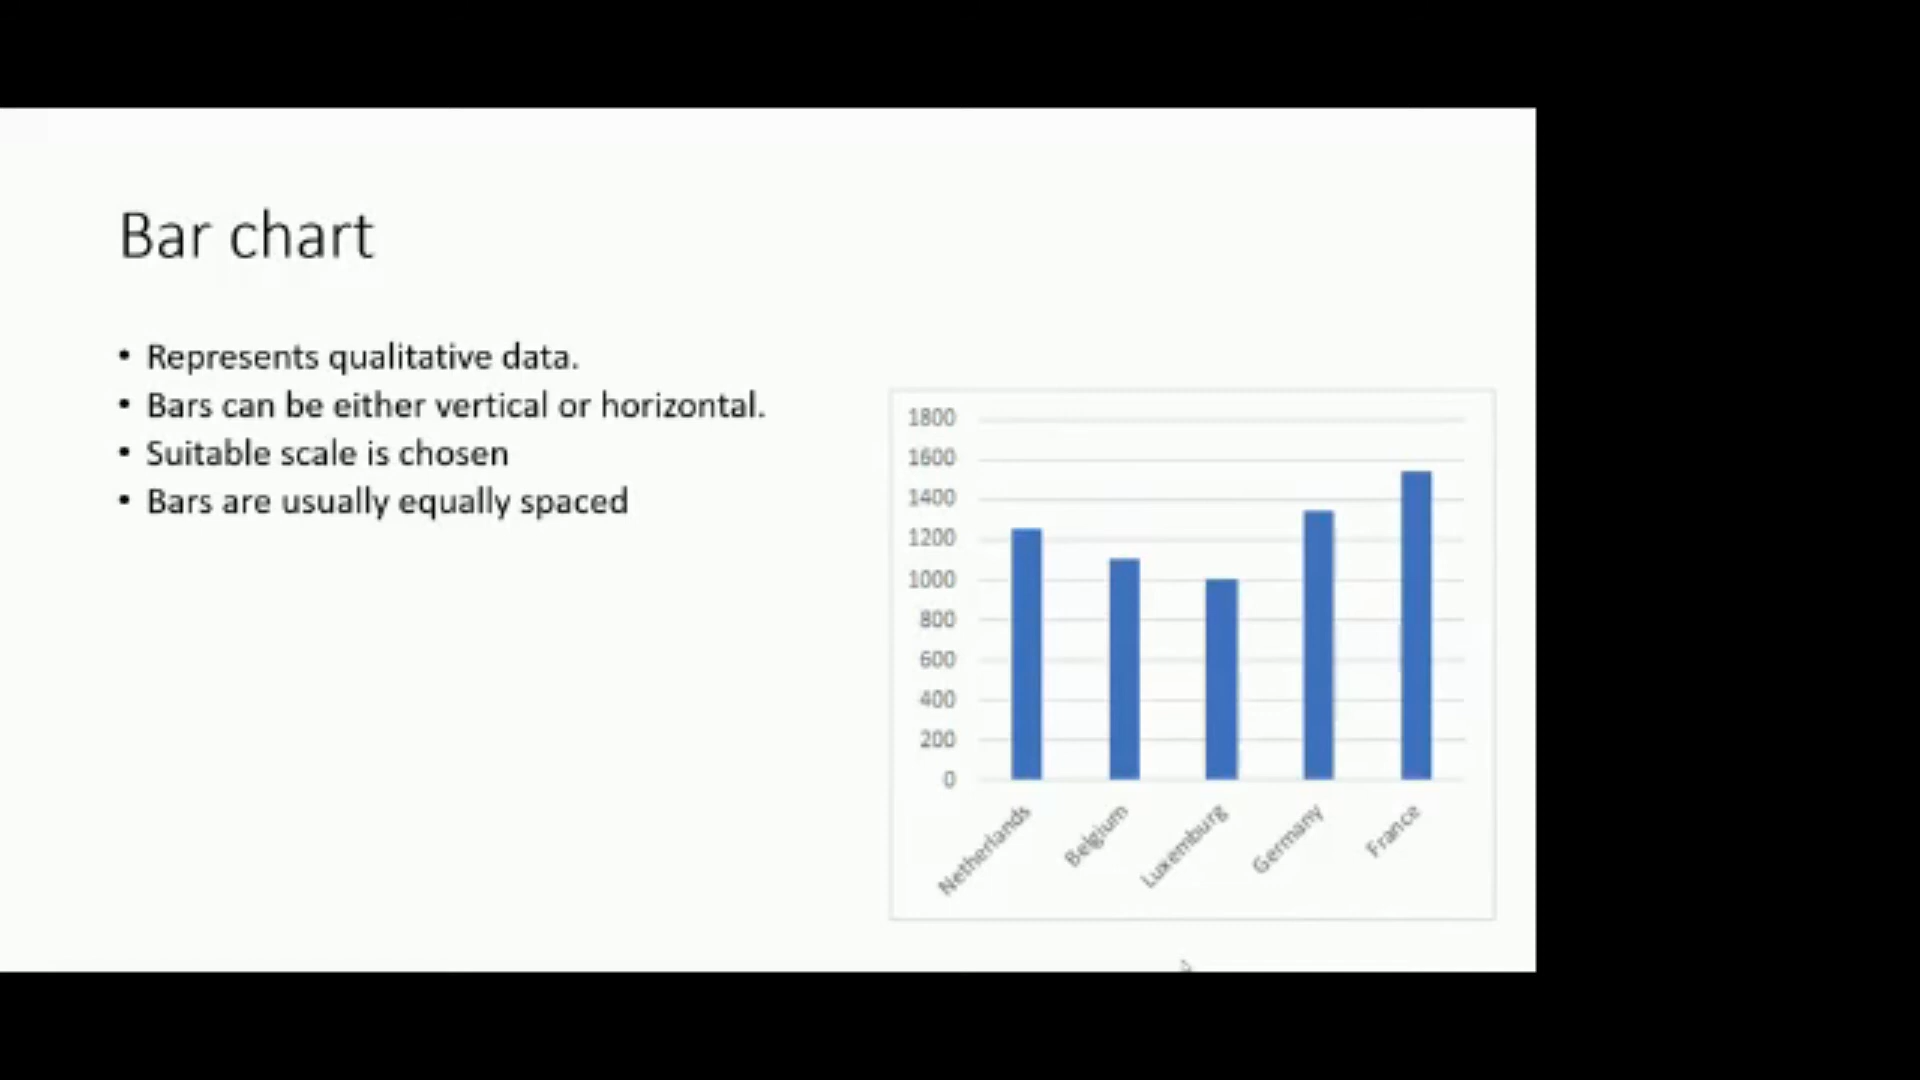 Bar chart
• Represents qualitative data.
• Bars can be either vertical or horizontal.
• Suitable scale is chosen
• Bars are usually equally spaced
1800
1600
1400
1200
1000
800
600
400
200
0
Netherlands
Belgium
Luxemburg
Germany
France